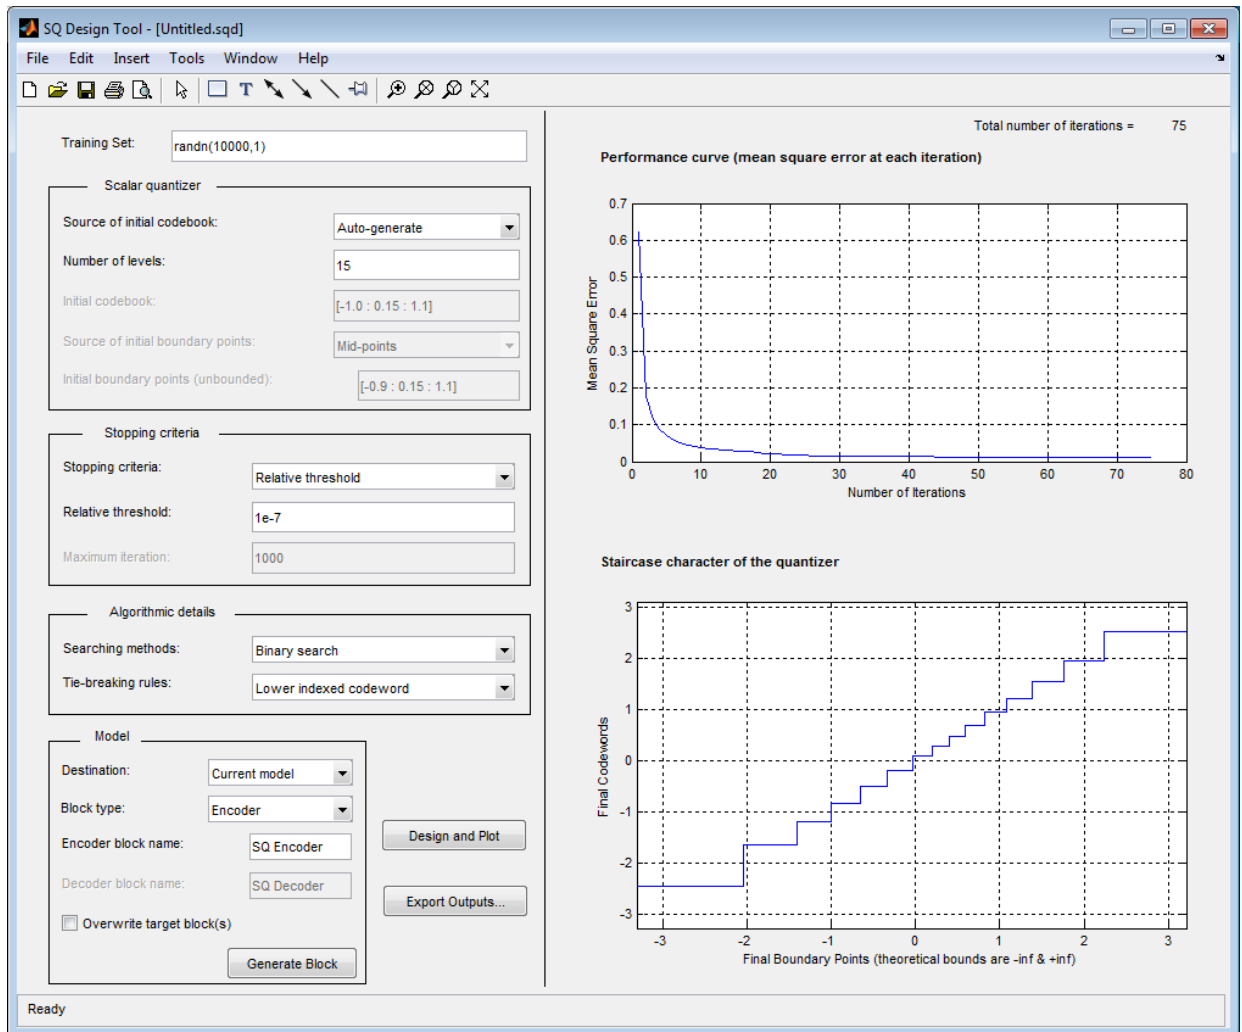 SQ Design Tool - [Untitled.sqd]
File Edit Insert Tools Window Help
T
Training Set: randn(10000,1)
Scalar quantizer
Source of initial codebook: Auto-generate
Number of levels: 15
Initial codebook: [-1.0 : 0.15 : 1.1]
Source of initial boundary points: Mid-points
Initial boundary points (unbounded): [-0.9 : 0.15 : 1.1]
Stopping criteria
Stopping criteria: Relative threshold
Relative threshold: 1e-7
Maximum iteration: 1000
Algorithmic details
Searching methods: Binary search
Tie-breaking rules: Lower indexed codeword
Model
Destination: Current model
Block type: Encoder
Encoder block name: SQ Encoder
Decoder block name: SQ Decoder
Overwrite target block(s)
Generate Block
Design and Plot
Export Outputs...
Total number of iterations = 75
Performance curve (mean square error at each iteration)
Mean Square Error
0.7
0.6
0.5
0.4
0.3
0.2
0.1
0
0 10 20 30 40 50 60 70 80
Number of Iterations
Staircase character of the quantizer
Final Codewords
3
2
1
0
-1
-2
-3
-3 -2 -1 0 1 2 3
Final Boundary Points (theoretical bounds are -inf & +inf)
Ready